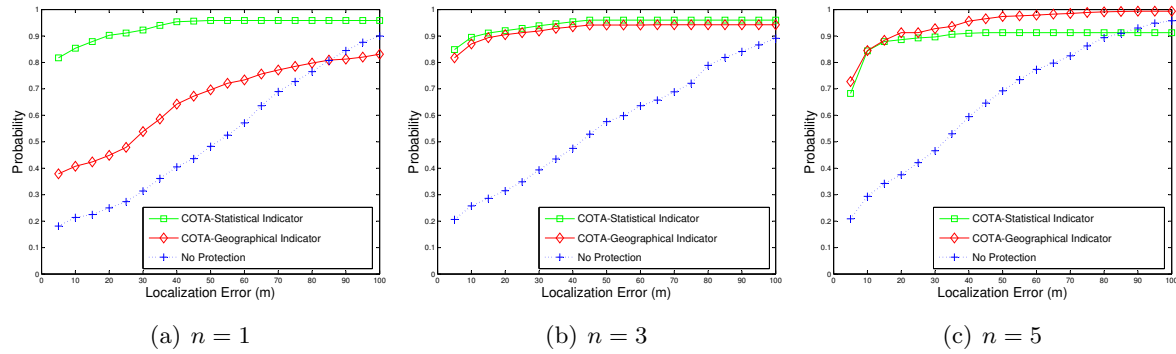 1
0.9
0.8
0.7
0.6
0.5
0.4
0.3
0.2
0.1
0
Probability
COTA-Statistical Indicator
COTA-Geographical Indicator
No Protection
0 10 20 30 40 50 60 70 80 90 100
Localization Error (m)
(a) n = 1
1
0.9
0.8
0.7
0.6
0.5
0.4
0.3
0.2
0.1
0
Probability
COTA-Statistical Indicator
COTA-Geographical Indicator
No Protection
0 10 20 30 40 50 60 70 80 90 100
Localization Error (m)
(b) n = 3
1
0.9
0.8
0.7
0.6
0.5
0.4
0.3
0.2
0.1
0
Probability
COTA-Statistical Indicator
COTA-Geographical Indicator
No Protection
0 10 20 30 40 50 60 70 80 90 100
Localization Error (m)
(c) n = 5